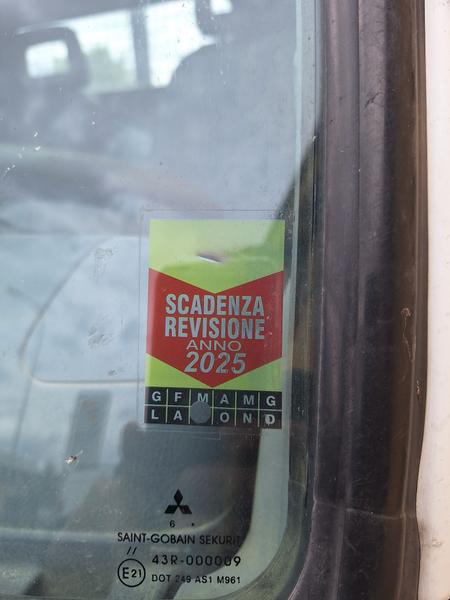 SCADENZA
REVISIONE
ANNO
2025
G F M A M G
L A O N D
6 .
SAINT-GOBAIN SEKURIT
//
43R-000009
E21 DOT 249 AS1 M961